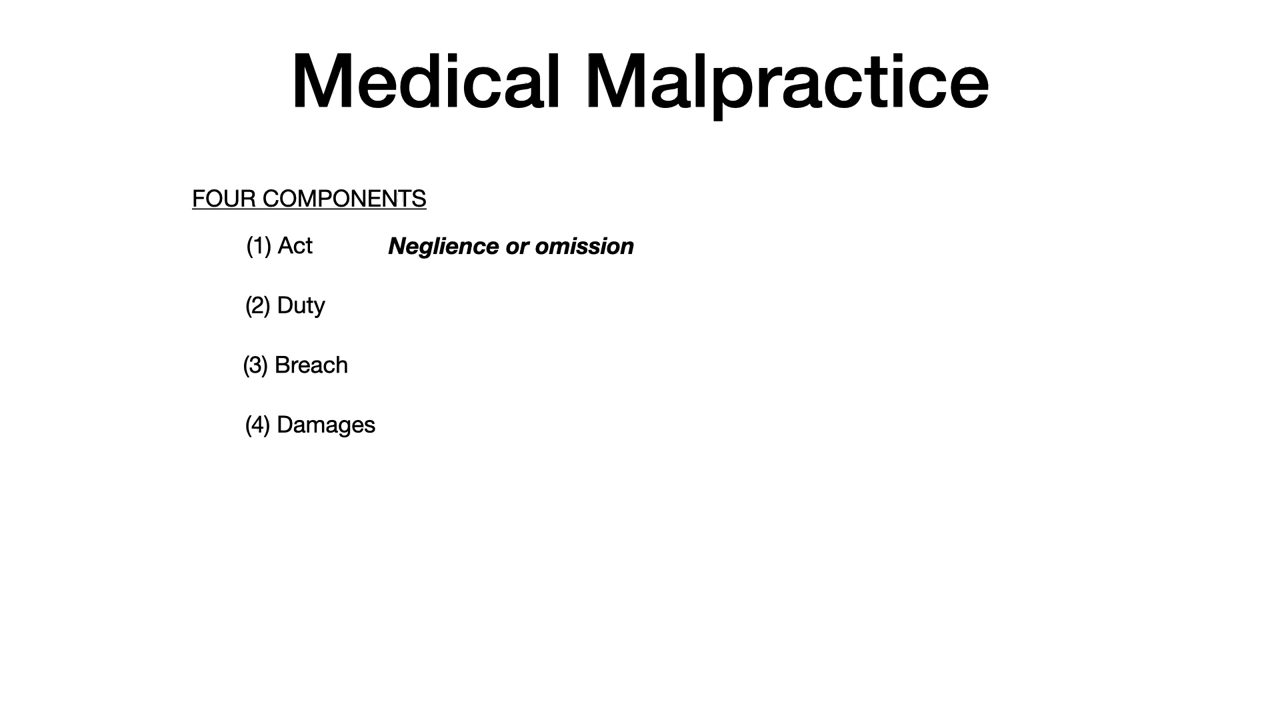 Medical Malpractice
FOUR COMPONENTS
(1) Act Neglience or omission
(2) Duty
(3) Breach
(4) Damages